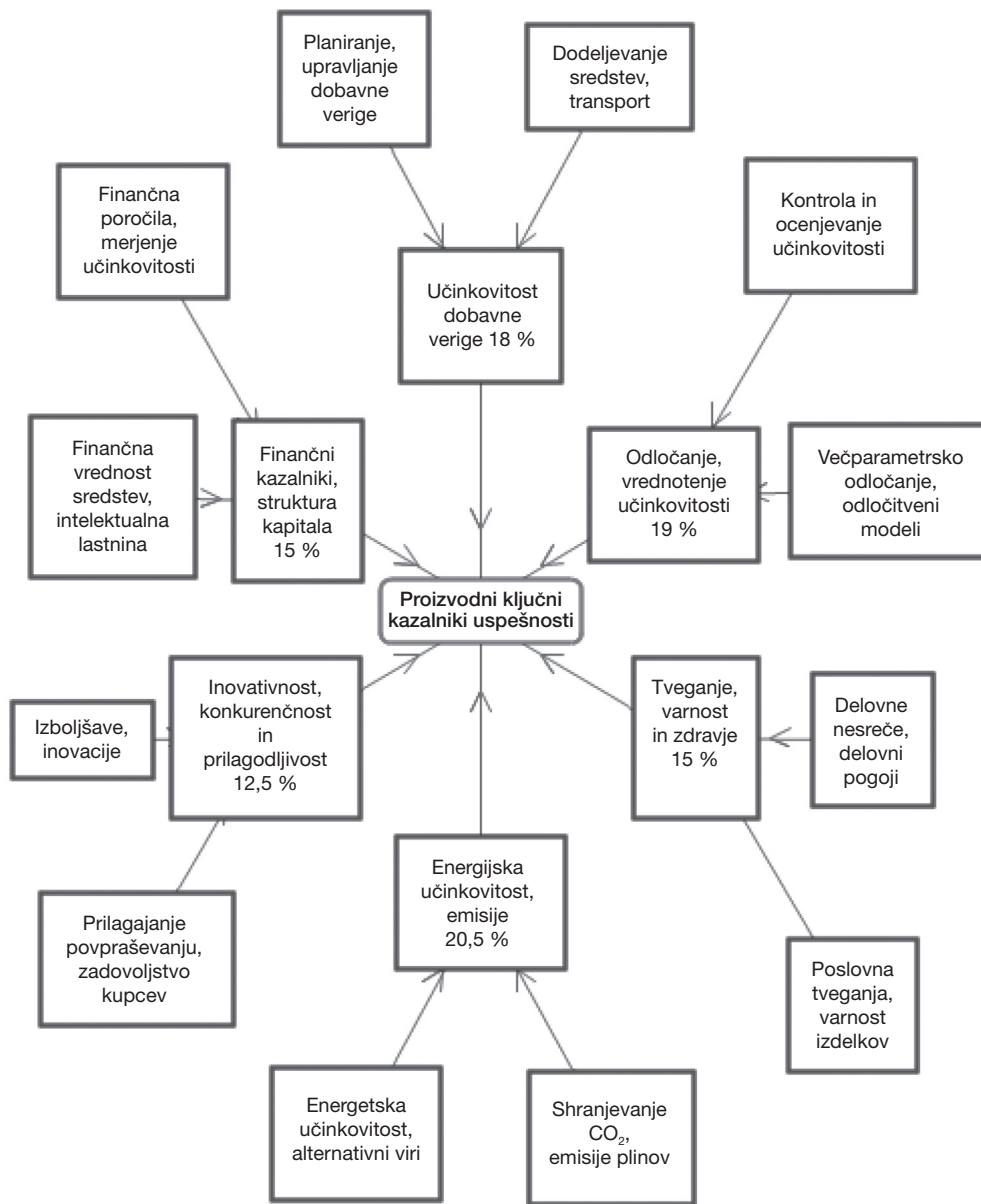 Planiranje,
upravljanje
dobavne
verige
Dodeljevanje
sredstev,
transport
Finančna
poročila,
merjenje
učinkovitosti
Kontrola in
ocenjevanje
učinkovitosti
Učinkovitost
dobavne
verige 18 %
Finančna
vrednost
sredstev,
intelektualna
lastnina
Finančni
kazalniki,
struktura
kapitala
15 %
Odločanje,
vrednotenje
učinkovitosti
19 %
Večparametrsko
odločanje,
odločitveni
modeli
Proizvodni ključni
kazalniki uspešnosti
Izboljšave,
inovacije
Inovativnost,
konkurenčnost
in
prilagodljivost
12,5 %
Tveganje,
varnost
in zdravje
15 %
Delovne
nesreče,
delovni
pogoji
Energijska
učinkovitost,
emisije
20,5 %
Prilagajanje
povpraševanju,
zadovoljstvo
kupcev
Poslovna
tveganja,
varnost
izdelkov
Energetska
učinkovitost,
alternativni viri
Shranjevanje
CO₂,
emisije plinov